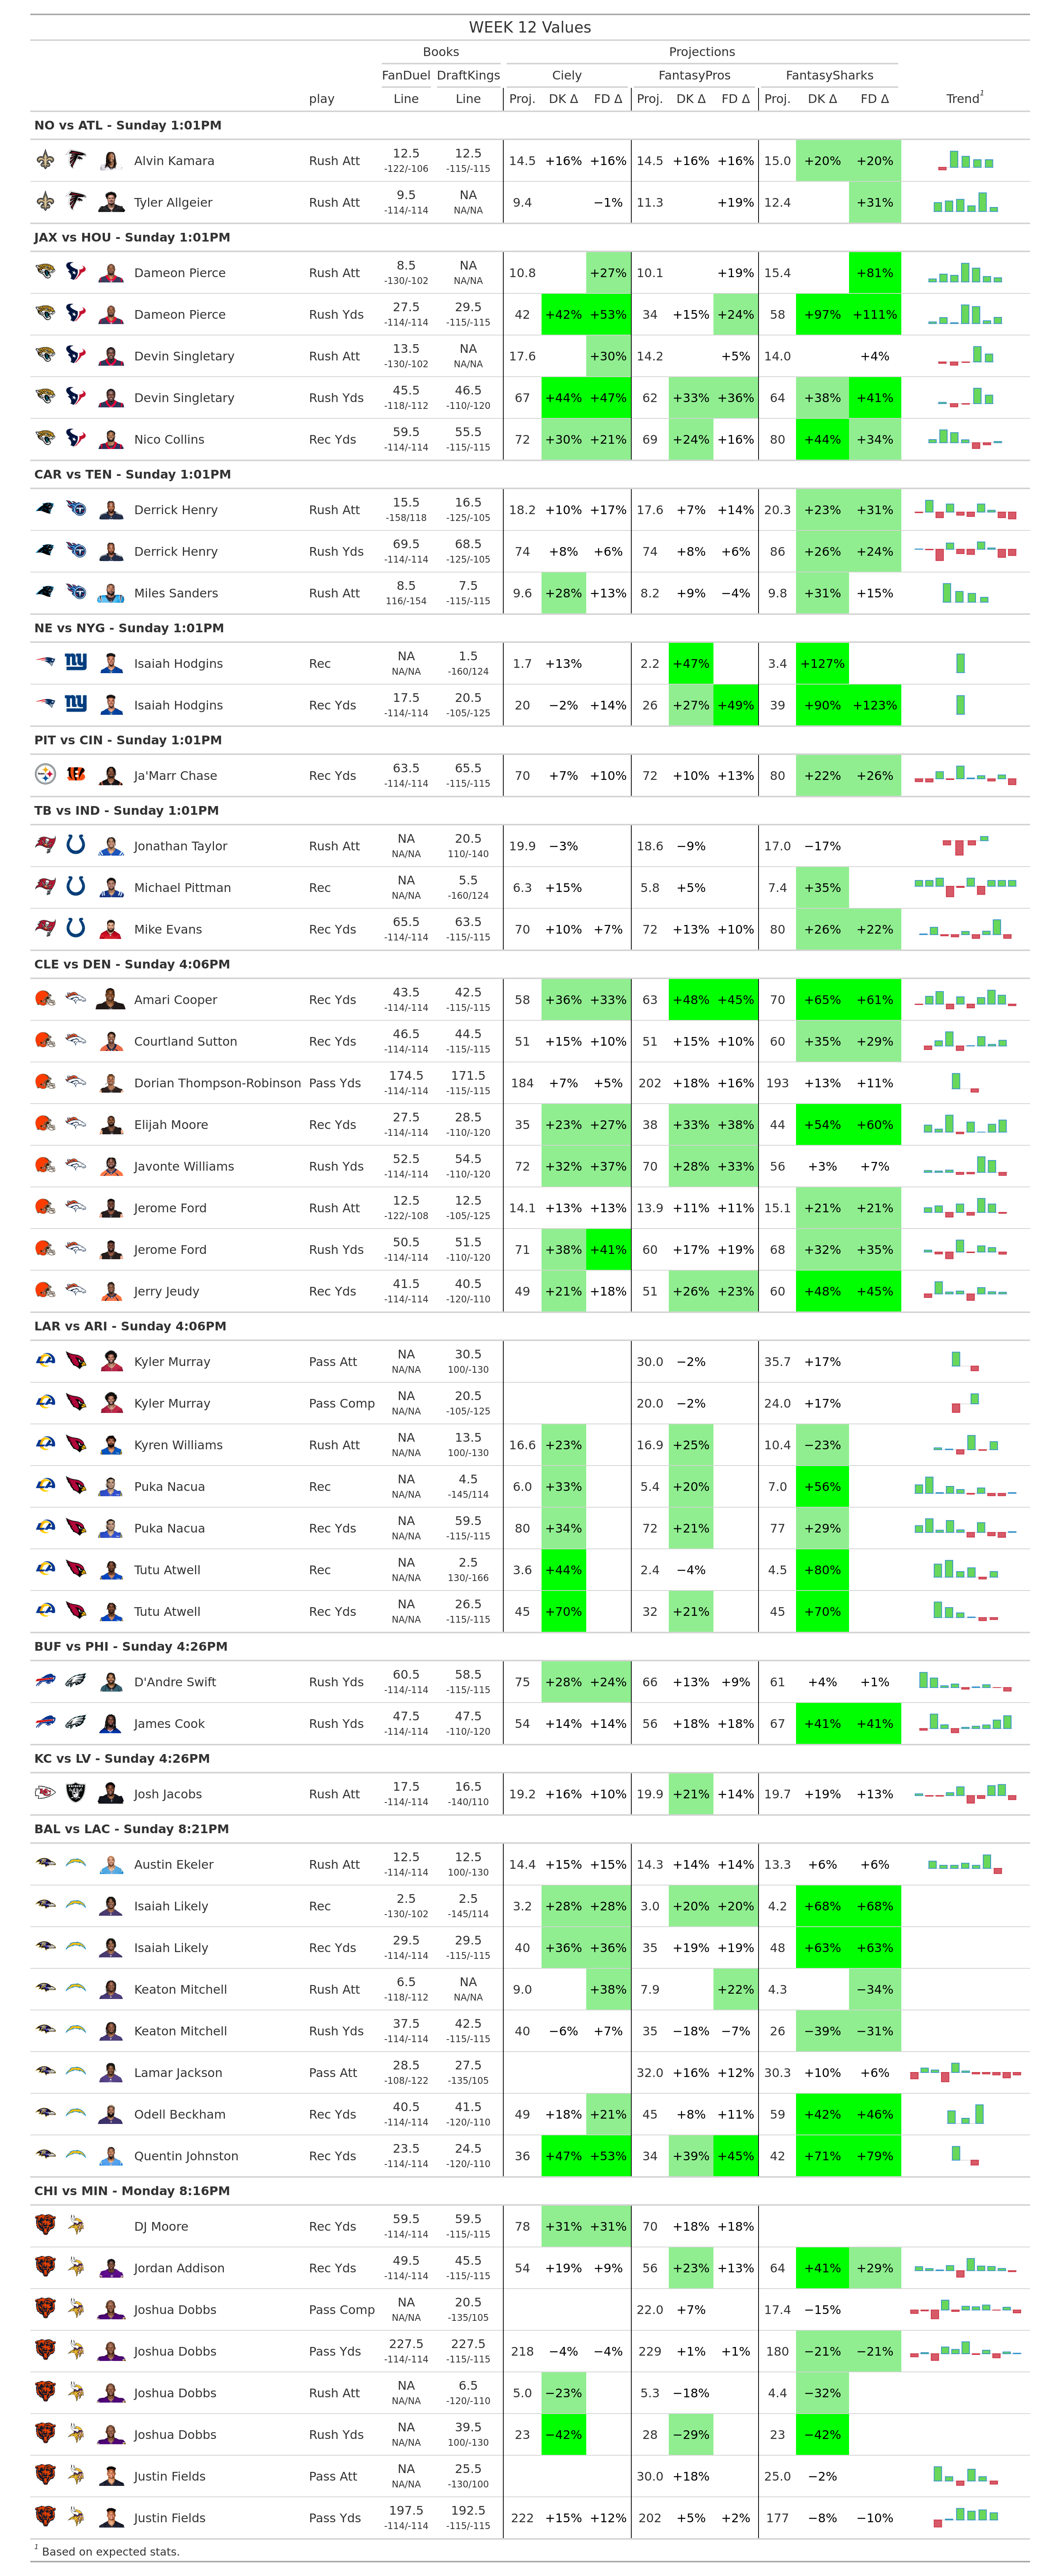 WEEK 12 Values
Books Projections
FanDuel DraftKings Ciely FantasyPros FantasySharks
play Line Line Proj. DK Δ FD Δ Proj. DK Δ FD Δ Proj. DK Δ FD Δ Trend1
NO vs ATL - Sunday 1:01PM
Alvin Kamara Rush Att 12.5 12.5 14.5 +16% +16% 14.5 +16% +16% 15.0 +20% +20%
-122/-106 -115/-115
Tyler Allgeier Rush Att 9.5 NA 9.4 −1% 11.3 +19% 12.4 +31%
-114/-114 NA/NA
JAX vs HOU - Sunday 1:01PM
Dameon Pierce Rush Att 8.5 NA 10.8 +27% 10.1 +19% 15.4 +81%
-130/-102 NA/NA
Dameon Pierce Rush Yds 27.5 29.5 42 +42% +53% 34 +15% +24% 58 +97% +111%
-114/-114 -115/-115
Devin Singletary Rush Att 13.5 NA 17.6 +30% 14.2 +5% 14.0 +4%
-130/-102 NA/NA
Devin Singletary Rush Yds 45.5 46.5 67 +44% +47% 62 +33% +36% 64 +38% +41%
-118/-112 -110/-120
Nico Collins Rec Yds 59.5 55.5 72 +30% +21% 69 +24% +16% 80 +44% +34%
-114/-114 -115/-115
CAR vs TEN - Sunday 1:01PM
Derrick Henry Rush Att 15.5 16.5 18.2 +10% +17% 17.6 +7% +14% 20.3 +23% +31%
-158/118 -125/-105
Derrick Henry Rush Yds 69.5 68.5 74 +8% +6% 74 +8% +6% 86 +26% +24%
-114/-114 -125/-105
Miles Sanders Rush Att 8.5 7.5 9.6 +28% +13% 8.2 +9% −4% 9.8 +31% +15%
116/-154 -115/-115
NE vs NYG - Sunday 1:01PM
Isaiah Hodgins Rec NA 1.5 1.7 +13% 2.2 +47% 3.4 +127%
NA/NA -160/124
Isaiah Hodgins Rec Yds 17.5 20.5 20 −2% +14% 26 +27% +49% 39 +90% +123%
-114/-114 -105/-125
PIT vs CIN - Sunday 1:01PM
Ja'Marr Chase Rec Yds 63.5 65.5 70 +7% +10% 72 +10% +13% 80 +22% +26%
-114/-114 -115/-115
TB vs IND - Sunday 1:01PM
Jonathan Taylor Rush Att NA 20.5 19.9 −3% 18.6 −9% 17.0 −17%
NA/NA 110/-140
Michael Pittman Rec NA 5.5 6.3 +15% 5.8 +5% 7.4 +35%
NA/NA -160/124
Mike Evans Rec Yds 65.5 63.5 70 +10% +7% 72 +13% +10% 80 +26% +22%
-114/-114 -115/-115
CLE vs DEN - Sunday 4:06PM
Amari Cooper Rec Yds 43.5 42.5 58 +36% +33% 63 +48% +45% 70 +65% +61%
-114/-114 -115/-115
Courtland Sutton Rec Yds 46.5 44.5 51 +15% +10% 51 +15% +10% 60 +35% +29%
-114/-114 -115/-115
Dorian Thompson-Robinson Pass Yds 174.5 171.5 184 +7% +5% 202 +18% +16% 193 +13% +11%
-114/-114 -115/-115
Elijah Moore Rec Yds 27.5 28.5 35 +23% +27% 38 +33% +38% 44 +54% +60%
-114/-114 -110/-120
Javonte Williams Rush Yds 52.5 54.5 72 +32% +37% 70 +28% +33% 56 +3% +7%
-114/-114 -110/-120
Jerome Ford Rush Att 12.5 12.5 14.1 +13% +13% 13.9 +11% +11% 15.1 +21% +21%
-122/-108 -105/-125
Jerome Ford Rush Yds 50.5 51.5 71 +38% +41% 60 +17% +19% 68 +32% +35%
-114/-114 -110/-120
Jerry Jeudy Rec Yds 41.5 40.5 49 +21% +18% 51 +26% +23% 60 +48% +45%
-114/-114 -120/-110
LAR vs ARI - Sunday 4:06PM
Kyler Murray Pass Att NA 30.5 30.0 −2% 35.7 +17%
NA/NA 100/-130
Kyler Murray Pass Comp NA 20.5 20.0 −2% 24.0 +17%
NA/NA -105/-125
Kyren Williams Rush Att NA 13.5 16.6 +23% 16.9 +25% 10.4 −23%
NA/NA 100/-130
Puka Nacua Rec NA 4.5 6.0 +33% 5.4 +20% 7.0 +56%
NA/NA -145/114
Puka Nacua Rec Yds NA 59.5 80 +34% 72 +21% 77 +29%
NA/NA -115/-115
Tutu Atwell Rec NA 2.5 3.6 +44% 2.4 −4% 4.5 +80%
NA/NA 130/-166
Tutu Atwell Rec Yds NA 26.5 45 +70% 32 +21% 45 +70%
NA/NA -115/-115
BUF vs PHI - Sunday 4:26PM
D'Andre Swift Rush Yds 60.5 58.5 75 +28% +24% 66 +13% +9% 61 +4% +1%
-114/-114 -115/-115
James Cook Rush Yds 47.5 47.5 54 +14% +14% 56 +18% +18% 67 +41% +41%
-114/-114 -110/-120
KC vs LV - Sunday 4:26PM
Josh Jacobs Rush Att 17.5 16.5 19.2 +16% +10% 19.9 +21% +14% 19.7 +19% +13%
-114/-114 -140/110
BAL vs LAC - Sunday 8:21PM
Austin Ekeler Rush Att 12.5 12.5 14.4 +15% +15% 14.3 +14% +14% 13.3 +6% +6%
-114/-114 100/-130
Isaiah Likely Rec 2.5 2.5 3.2 +28% +28% 3.0 +20% +20% 4.2 +68% +68%
-130/-102 -145/114
Isaiah Likely Rec Yds 29.5 29.5 40 +36% +36% 35 +19% +19% 48 +63% +63%
-114/-114 -115/-115
Keaton Mitchell Rush Att 6.5 NA 9.0 +38% 7.9 +22% 4.3 −34%
-118/-112 NA/NA
Keaton Mitchell Rush Yds 37.5 42.5 40 −6% +7% 35 −18% −7% 26 −39% −31%
-114/-114 -115/-115
Lamar Jackson Pass Att 28.5 27.5 32.0 +16% +12% 30.3 +10% +6%
-108/-122 -135/105
Odell Beckham Rec Yds 40.5 41.5 49 +18% +21% 45 +8% +11% 59 +42% +46%
-114/-114 -120/-110
Quentin Johnston Rec Yds 23.5 24.5 36 +47% +53% 34 +39% +45% 42 +71% +79%
-114/-114 -120/-110
CHI vs MIN - Monday 8:16PM
DJ Moore Rec Yds 59.5 59.5 78 +31% +31% 70 +18% +18%
-114/-114 -115/-115
Jordan Addison Rec Yds 49.5 45.5 54 +19% +9% 56 +23% +13% 64 +41% +29%
-114/-114 -115/-115
Joshua Dobbs Pass Comp NA 20.5 22.0 +7% 17.4 −15%
NA/NA -135/105
Joshua Dobbs Pass Yds 227.5 227.5 218 −4% −4% 229 +1% +1% 180 −21% −21%
-114/-114 -115/-115
Joshua Dobbs Rush Att NA 6.5 5.0 −23% 5.3 −18% 4.4 −32%
NA/NA -120/-110
Joshua Dobbs Rush Yds NA 39.5 23 −42% 28 −29% 23 −42%
NA/NA 100/-130
Justin Fields Pass Att NA 25.5 30.0 +18% 25.0 −2%
NA/NA -130/100
Justin Fields Pass Yds 197.5 192.5 222 +15% +12% 202 +5% +2% 177 −8% −10%
-114/-114 -115/-115
1 Based on expected stats.